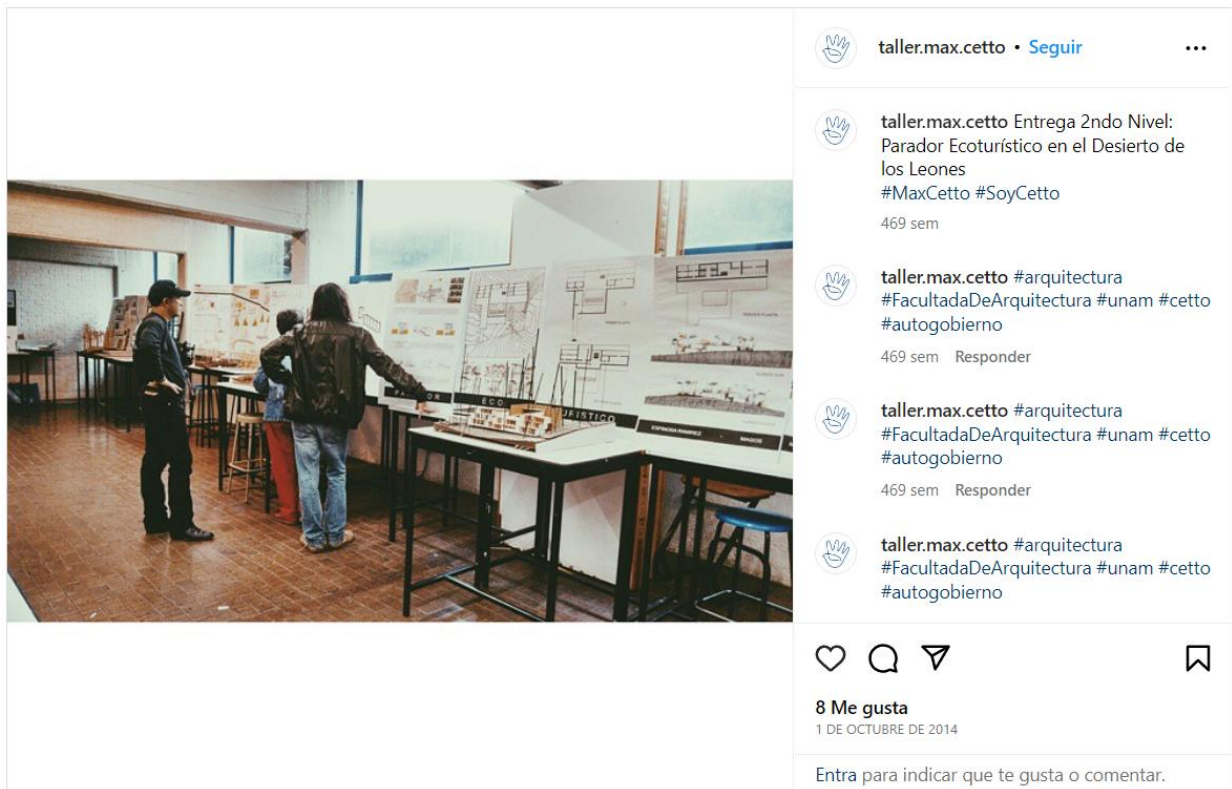 taller.max.cetto • Seguir
taller.max.cetto Entrega 2ndo Nivel:
Parador Ecoturístico en el Desierto de
los Leones
#MaxCetto #SoyCetto
469 sem
taller.max.cetto #arquitectura
#FacultadaDeArquitectura #unam #cetto
#autogobierno
469 sem Responder
taller.max.cetto #arquitectura
#FacultadaDeArquitectura #unam #cetto
#autogobierno
469 sem Responder
taller.max.cetto #arquitectura
#FacultadaDeArquitectura #unam #cetto
#autogobierno
8 Me gusta
1 DE OCTUBRE DE 2014
Entra para indicar que te gusta o comentar.
ECO